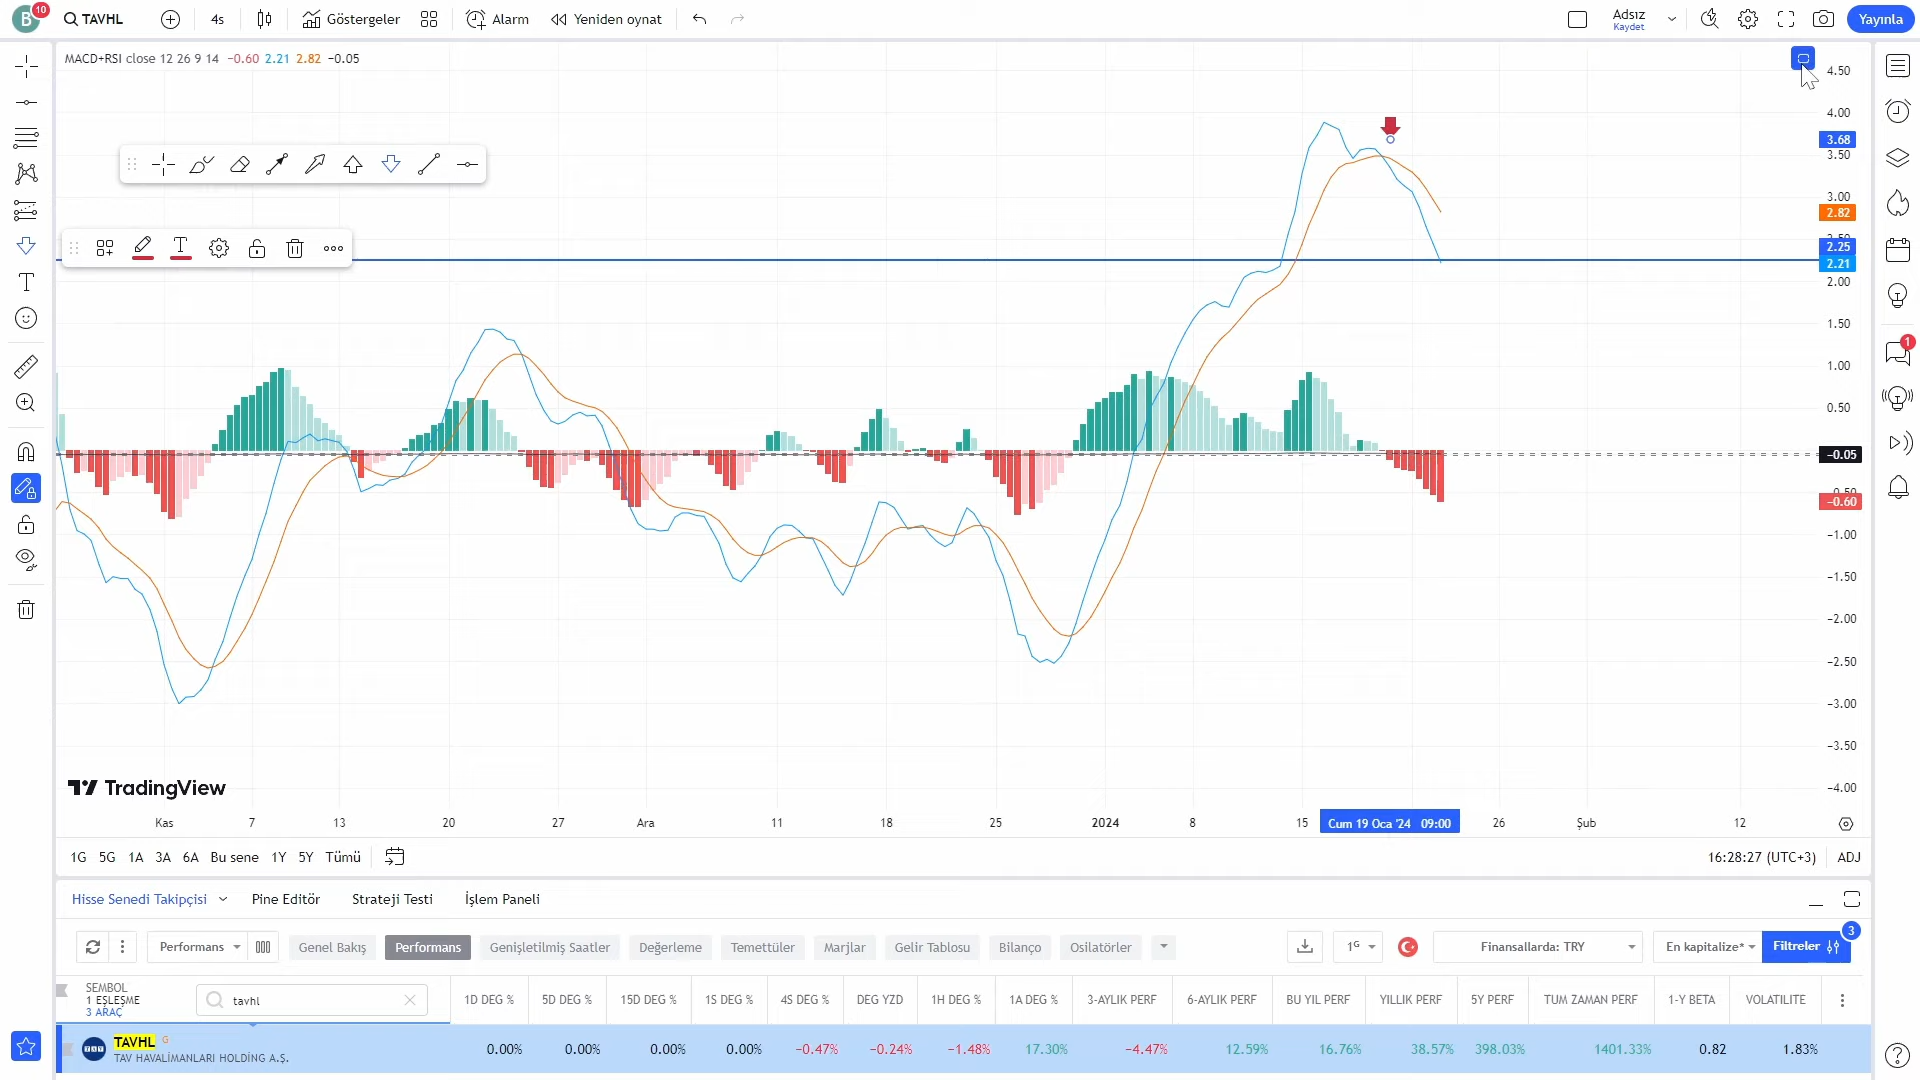 B 10 TAVHL 4s Göstergeler Alarm Yeniden oynat Adsız Kaydet Yayınla
MACD+RSI close 12 26 9 14 −0.60 2.21 2.82 −0.05
4.50
4.00
3.68
3.50
3.00
2.82
2.25
2.21
2.00
1.50
1.00
0.50
−0.05
−0.60
−1.00
−1.50
−2.00
−2.50
−3.00
−3.50
−4.00
1
TradingView
Kas 7 13 20 27 Ara 11 18 25 2024 8 15 Cum 19 Oca '24 09:00 26 Şub 12
1G 5G 1A 3A 6A Bu sene 1Y 5Y Tümü 16:28:27 (UTC+3) ADJ
Hisse Senedi Takipçisi Pine Editör Strateji Testi İşlem Paneli
Performans Genel Bakış Performans Genişletilmiş Saatler Değerleme Temettüler Marjlar Gelir Tablosu Bilanço Osilatörler 1G Finansallarda: TRY En kapitalize* Filtreler 3
SEMBOL
1 EŞLEŞME
3 ARAÇ
tavhl
1D DEG % 5D DEG % 15D DEG % 1S DEG % 4S DEG % DEG YZD 1H DEG % 1A DEG % 3-AYLIK PERF 6-AYLIK PERF BU YIL PERF YILLIK PERF 5Y PERF TUM ZAMAN PERF 1-Y BETA VOLATILITE
TAVHL G
TAV HAVALİMANLARI HOLDİNG A.Ş.
0.00% 0.00% 0.00% 0.00% −0.47% −0.24% −1.48% 17.30% −4.47% 12.59% 16.76% 38.57% 398.03% 1401.33% 0.82 1.83%